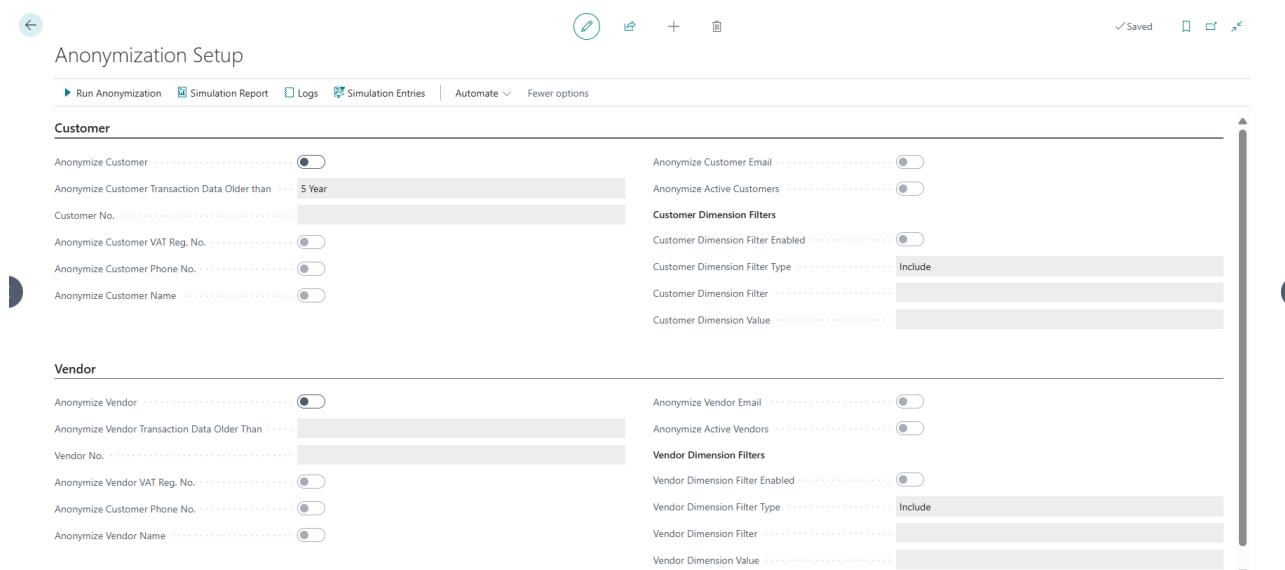 Saved
Anonymization Setup
Run Anonymization Simulation Report Logs Simulation Entries Automate Fewer options
Customer
Anonymize Customer
Anonymize Customer Transaction Data Older than 5 Year
Customer No.
Anonymize Customer VAT Reg. No.
Anonymize Customer Phone No.
Anonymize Customer Name
Anonymize Customer Email
Anonymize Active Customers
Customer Dimension Filters
Customer Dimension Filter Enabled
Customer Dimension Filter Type Include
Customer Dimension Filter
Customer Dimension Value
Vendor
Anonymize Vendor
Anonymize Vendor Transaction Data Older Than
Vendor No.
Anonymize Vendor VAT Reg. No.
Anonymize Customer Phone No.
Anonymize Vendor Name
Anonymize Vendor Email
Anonymize Active Vendors
Vendor Dimension Filters
Vendor Dimension Filter Enabled
Vendor Dimension Filter Type Include
Vendor Dimension Filter
Vendor Dimension Value